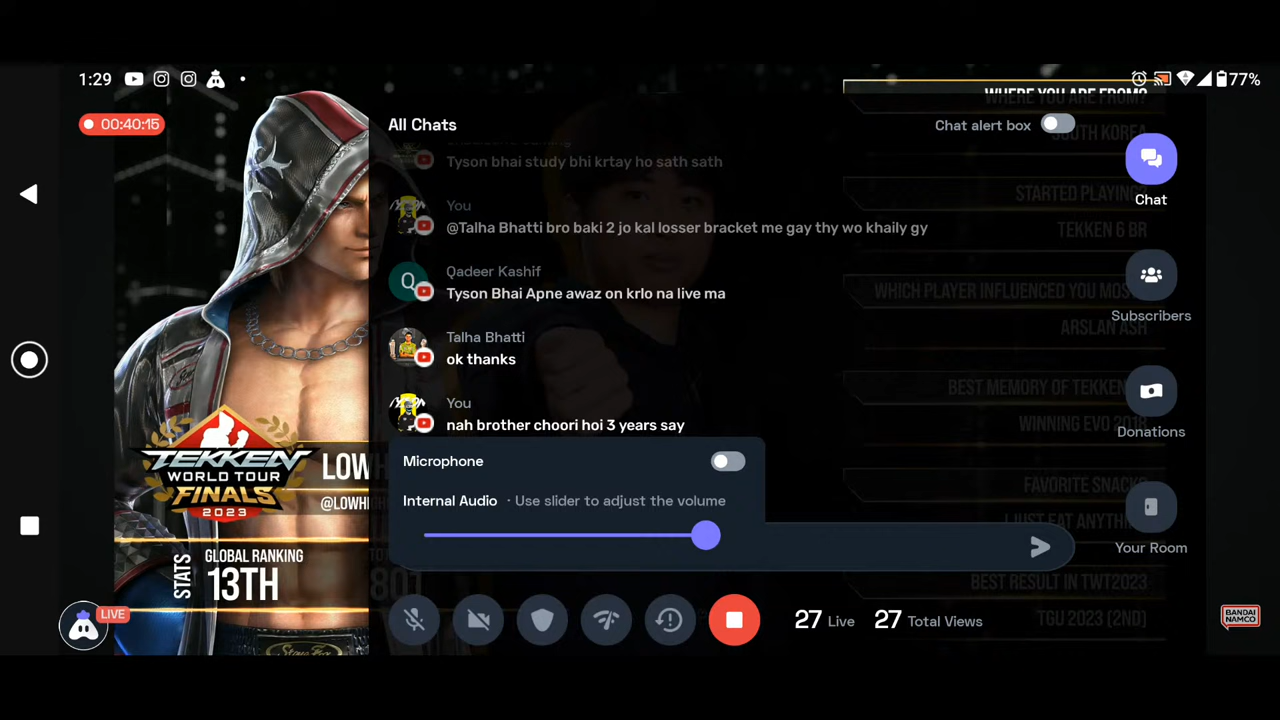 1:29
77%
00:40:15
All Chats
Chat alert box
WHERE YOU ARE FROM?
SOUTH KOREA
Tyson bhai study bhi krtay ho sath sath
Chat
STARTED PLAYING?
You
@Talha Bhatti bro baki 2 jo kal losser bracket me gay thy wo khaily gy
TEKKEN 6 BR
Q
Qadeer Kashif
Tyson Bhai Apne awaz on krlo na live ma
WHICH PLAYER INFLUENCED YOU MOS
Subscribers
ARSLAN ASH
Talha Bhatti
ok thanks
BEST MEMORY OF TEKKEN
You
nah brother choori hoi 3 years say
WINNING EVO 2018
Donations
Microphone
Internal Audio · Use slider to adjust the volume
FAVORITE SNACK
I JUST EAT ANYTHIN
Your Room
TEKKEN
WORLD TOUR
FINALS
2023
LOWH
@LOWHI
STATS
GLOBAL RANKING
13TH
801
BEST RESULT IN TWT2023
TGU 2023 (2ND)
LIVE
27 Live
27 Total Views
BANDAI
NAMCO